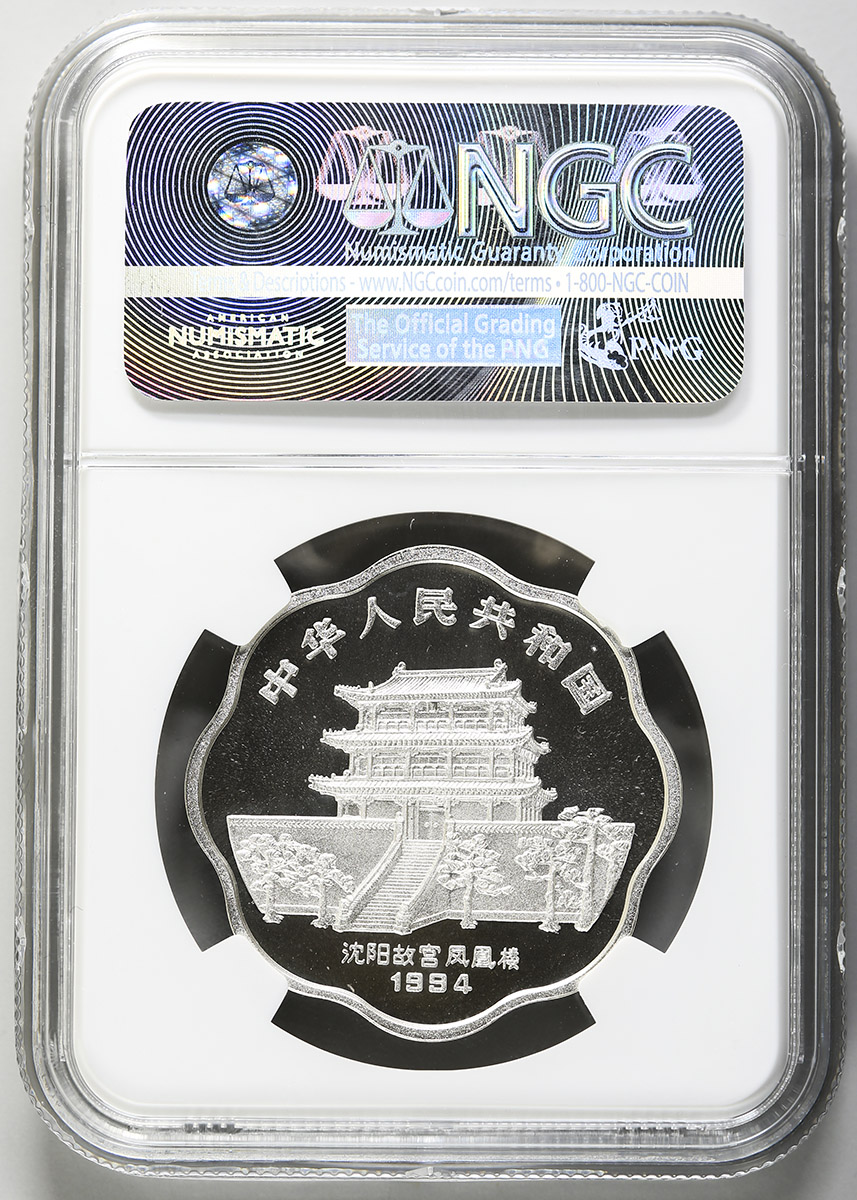 NGC
Numismatic Guaranty Corporation
Terms & Descriptions - www.NGCcoin.com/terms • 1-800-NGC-COIN
AMERICAN
NUMISMATIC
ASSOCIATION
The Official Grading
Service of the PNG
PNG
中华人民共和国
沈阳故宫凤凰楼
1994